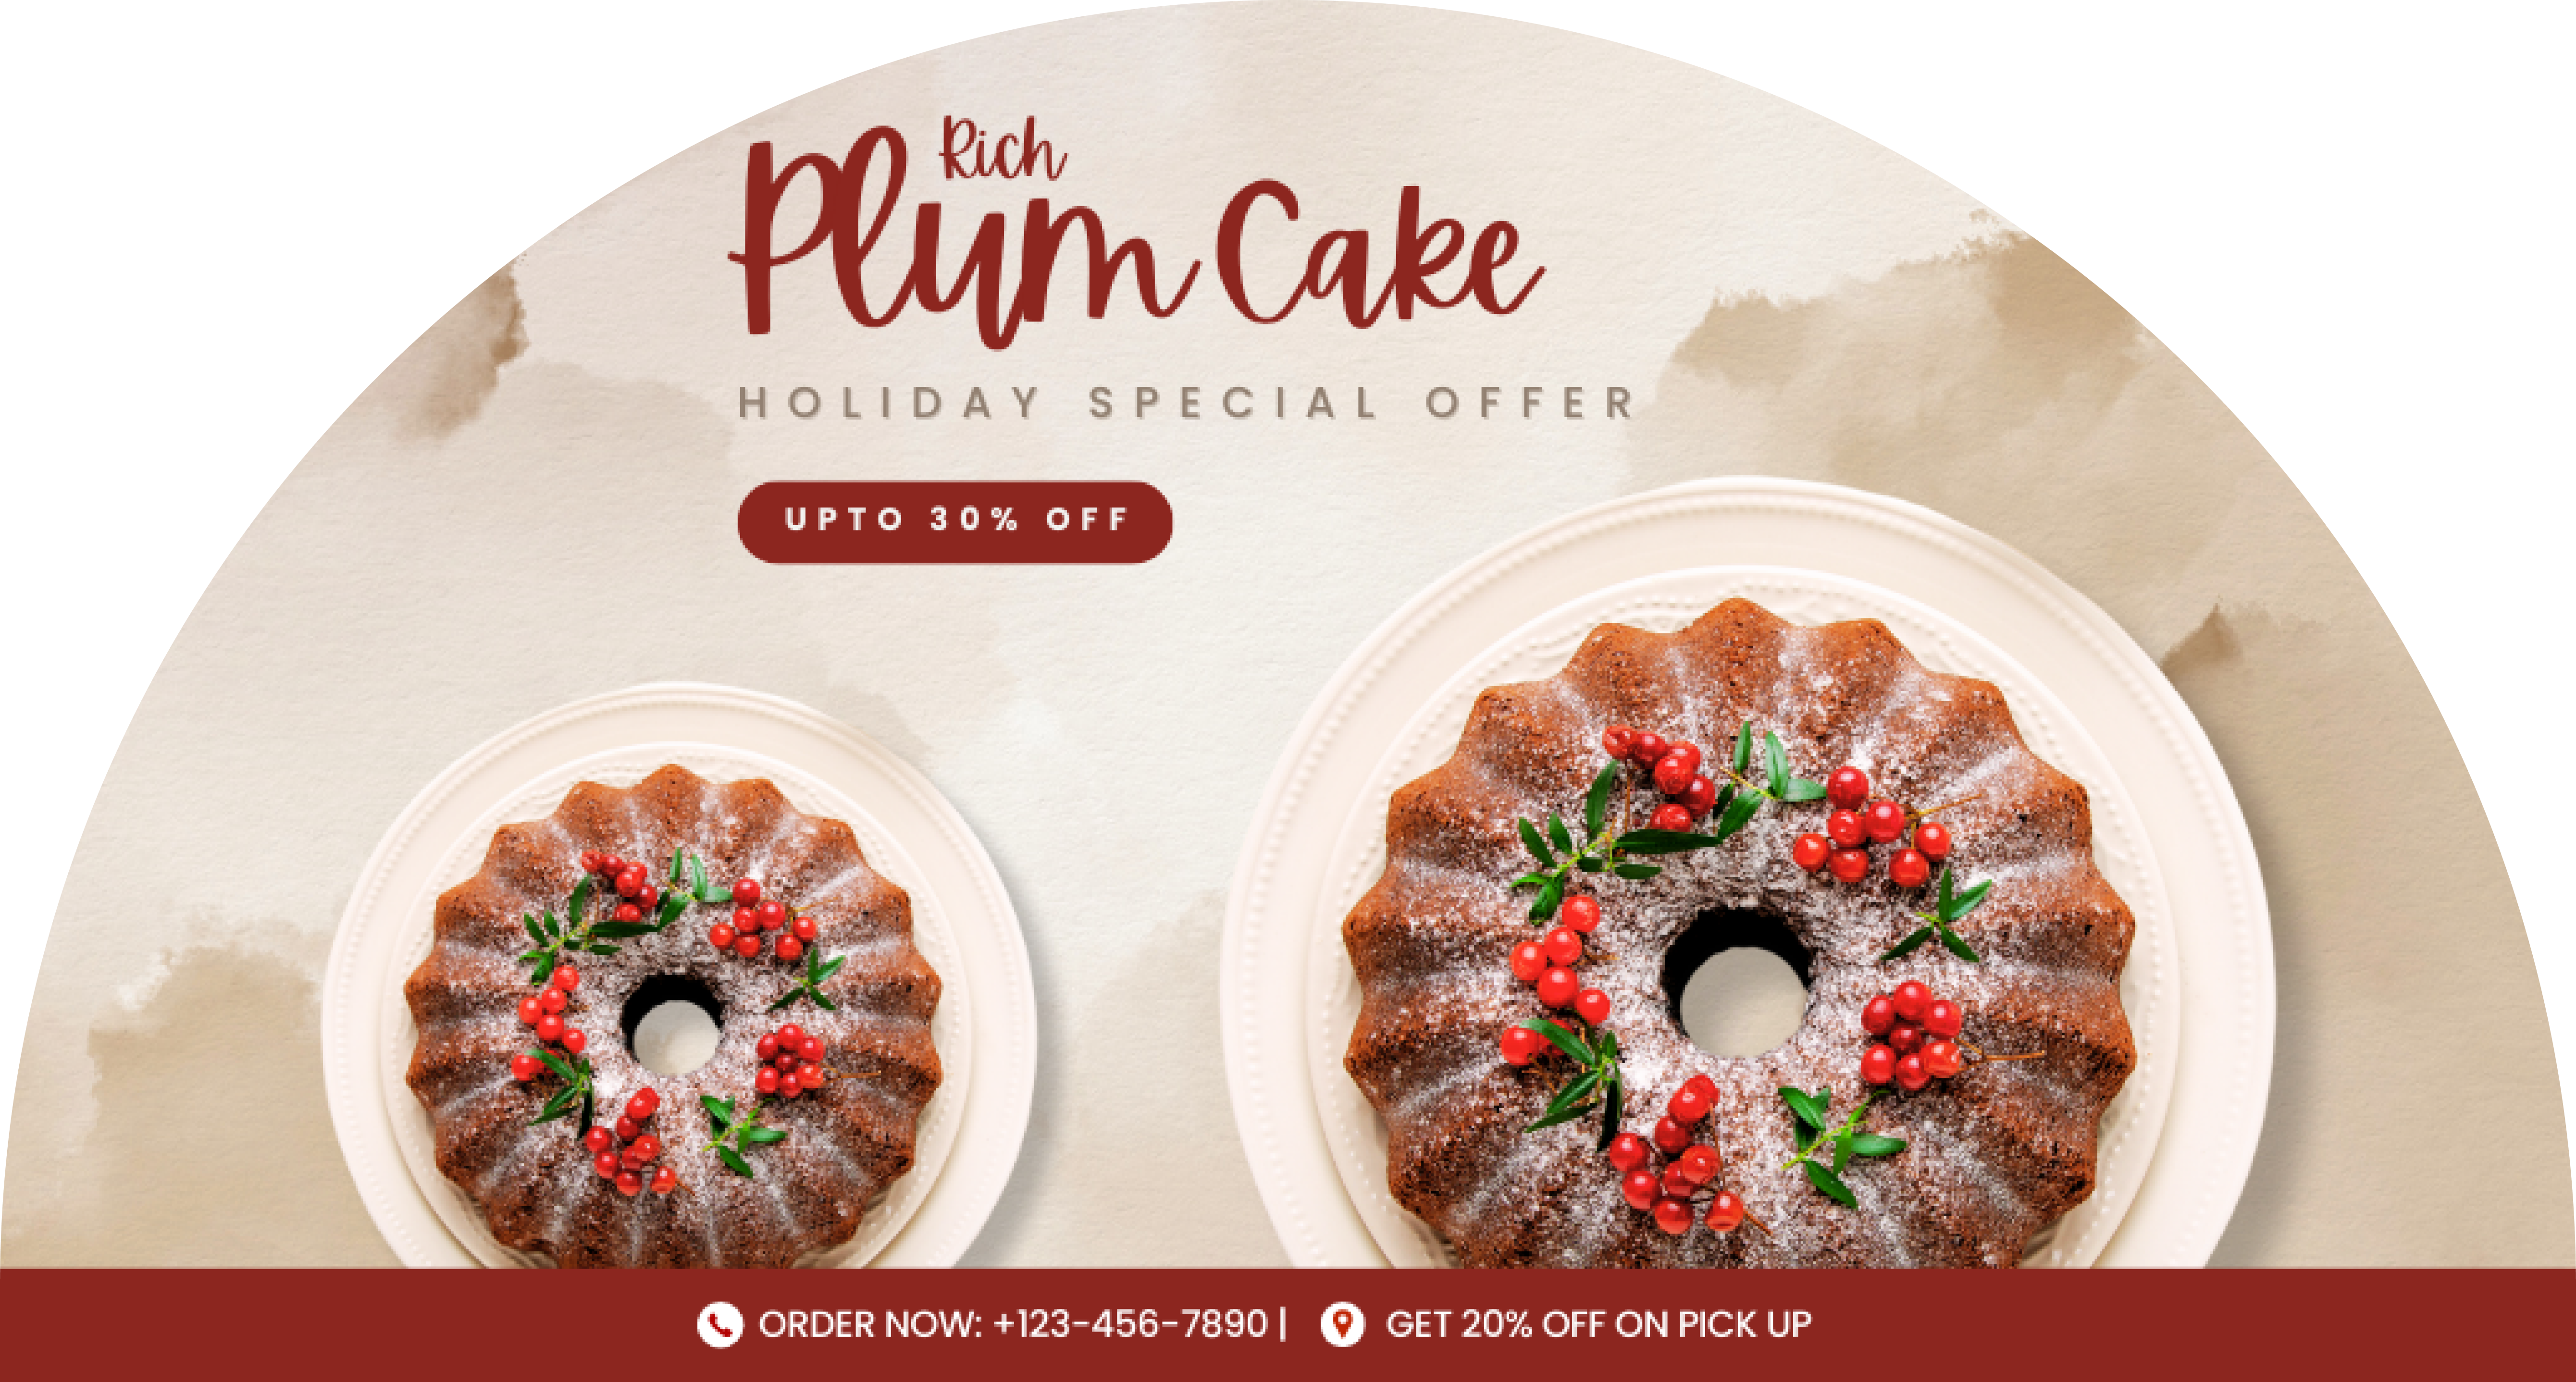 Rich
Plum Cake
HOLIDAY SPECIAL OFFER
UPTO 30% OFF
ORDER NOW: +123-456-7890 | GET 20% OFF ON PICK UP